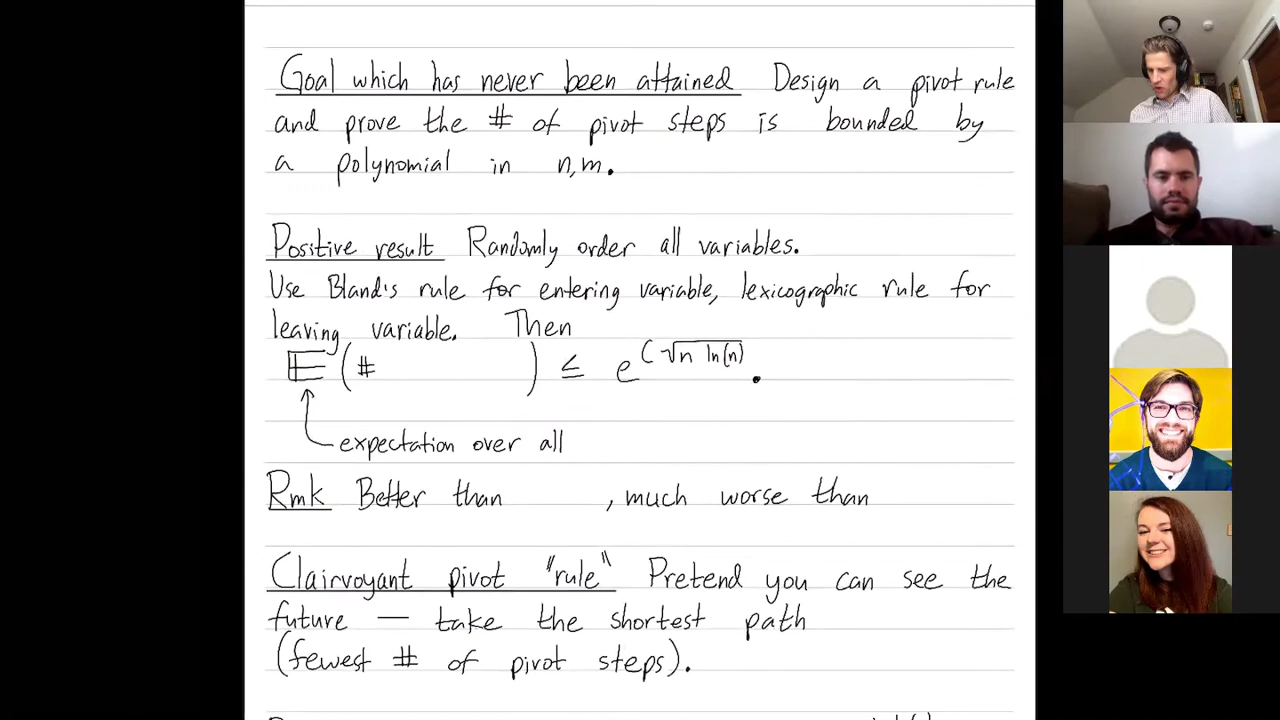 Goal which has never been attained Design a pivot rule
and prove the # of pivot steps is bounded by
a polynomial in n,m.
Positive result Randomly order all variables.
Use Bland's rule for entering variable, lexicographic rule for
leaving variable. Then
𝔼(# ) ≤ e^(C√(n ln(n))).
expectation over all
Rmk Better than , much worse than
Clairvoyant pivot "rule" Pretend you can see the
future — take the shortest path
(fewest # of pivot steps).